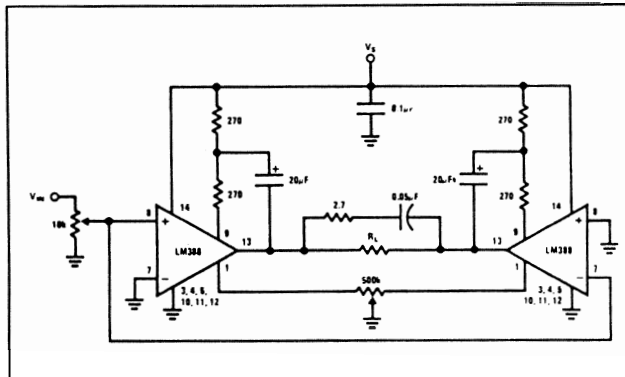 Vs
0.1µF
270
270
+
20µF
270
+
20µF
270
VIN
10k
8
+
7
−
14
9
13
LM388
1
3, 4, 5,
10, 11, 12
2.7
0.05µF
RL
500k
14
9
13
LM388
1
8
+
7
−
3, 4, 5,
10, 11, 12